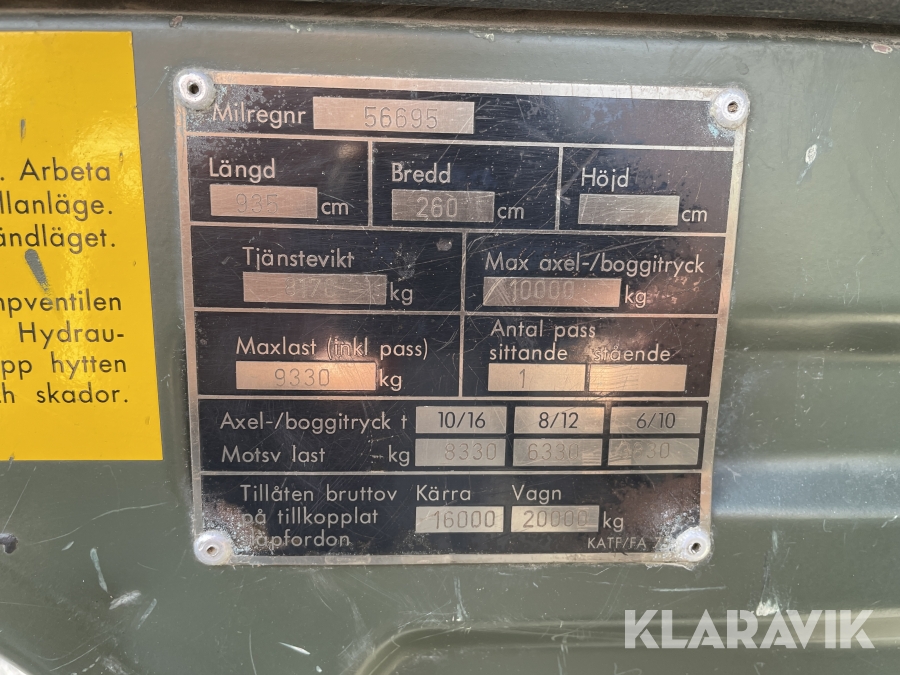 . Arbeta
llanläge.
ändläget.
mpventilen
Hydrau-
pp hytten
h skador.
Milregnr 56695
Längd Bredd Höjd
cm 260 cm cm
Tjänstevikt Max axel-/boggitryck
kg 10000 kg
Maxlast (inkl pass) Antal pass
sittande stående
9330 kg 1
Axel-/boggitryck t 10/16 8/12 6/10
Motsv last kg 8330 6330
Tillåten bruttov Kärra Vagn
på tillkopplat 16000 20000 kg
släpfordon KATF/FA
KLARAVIK